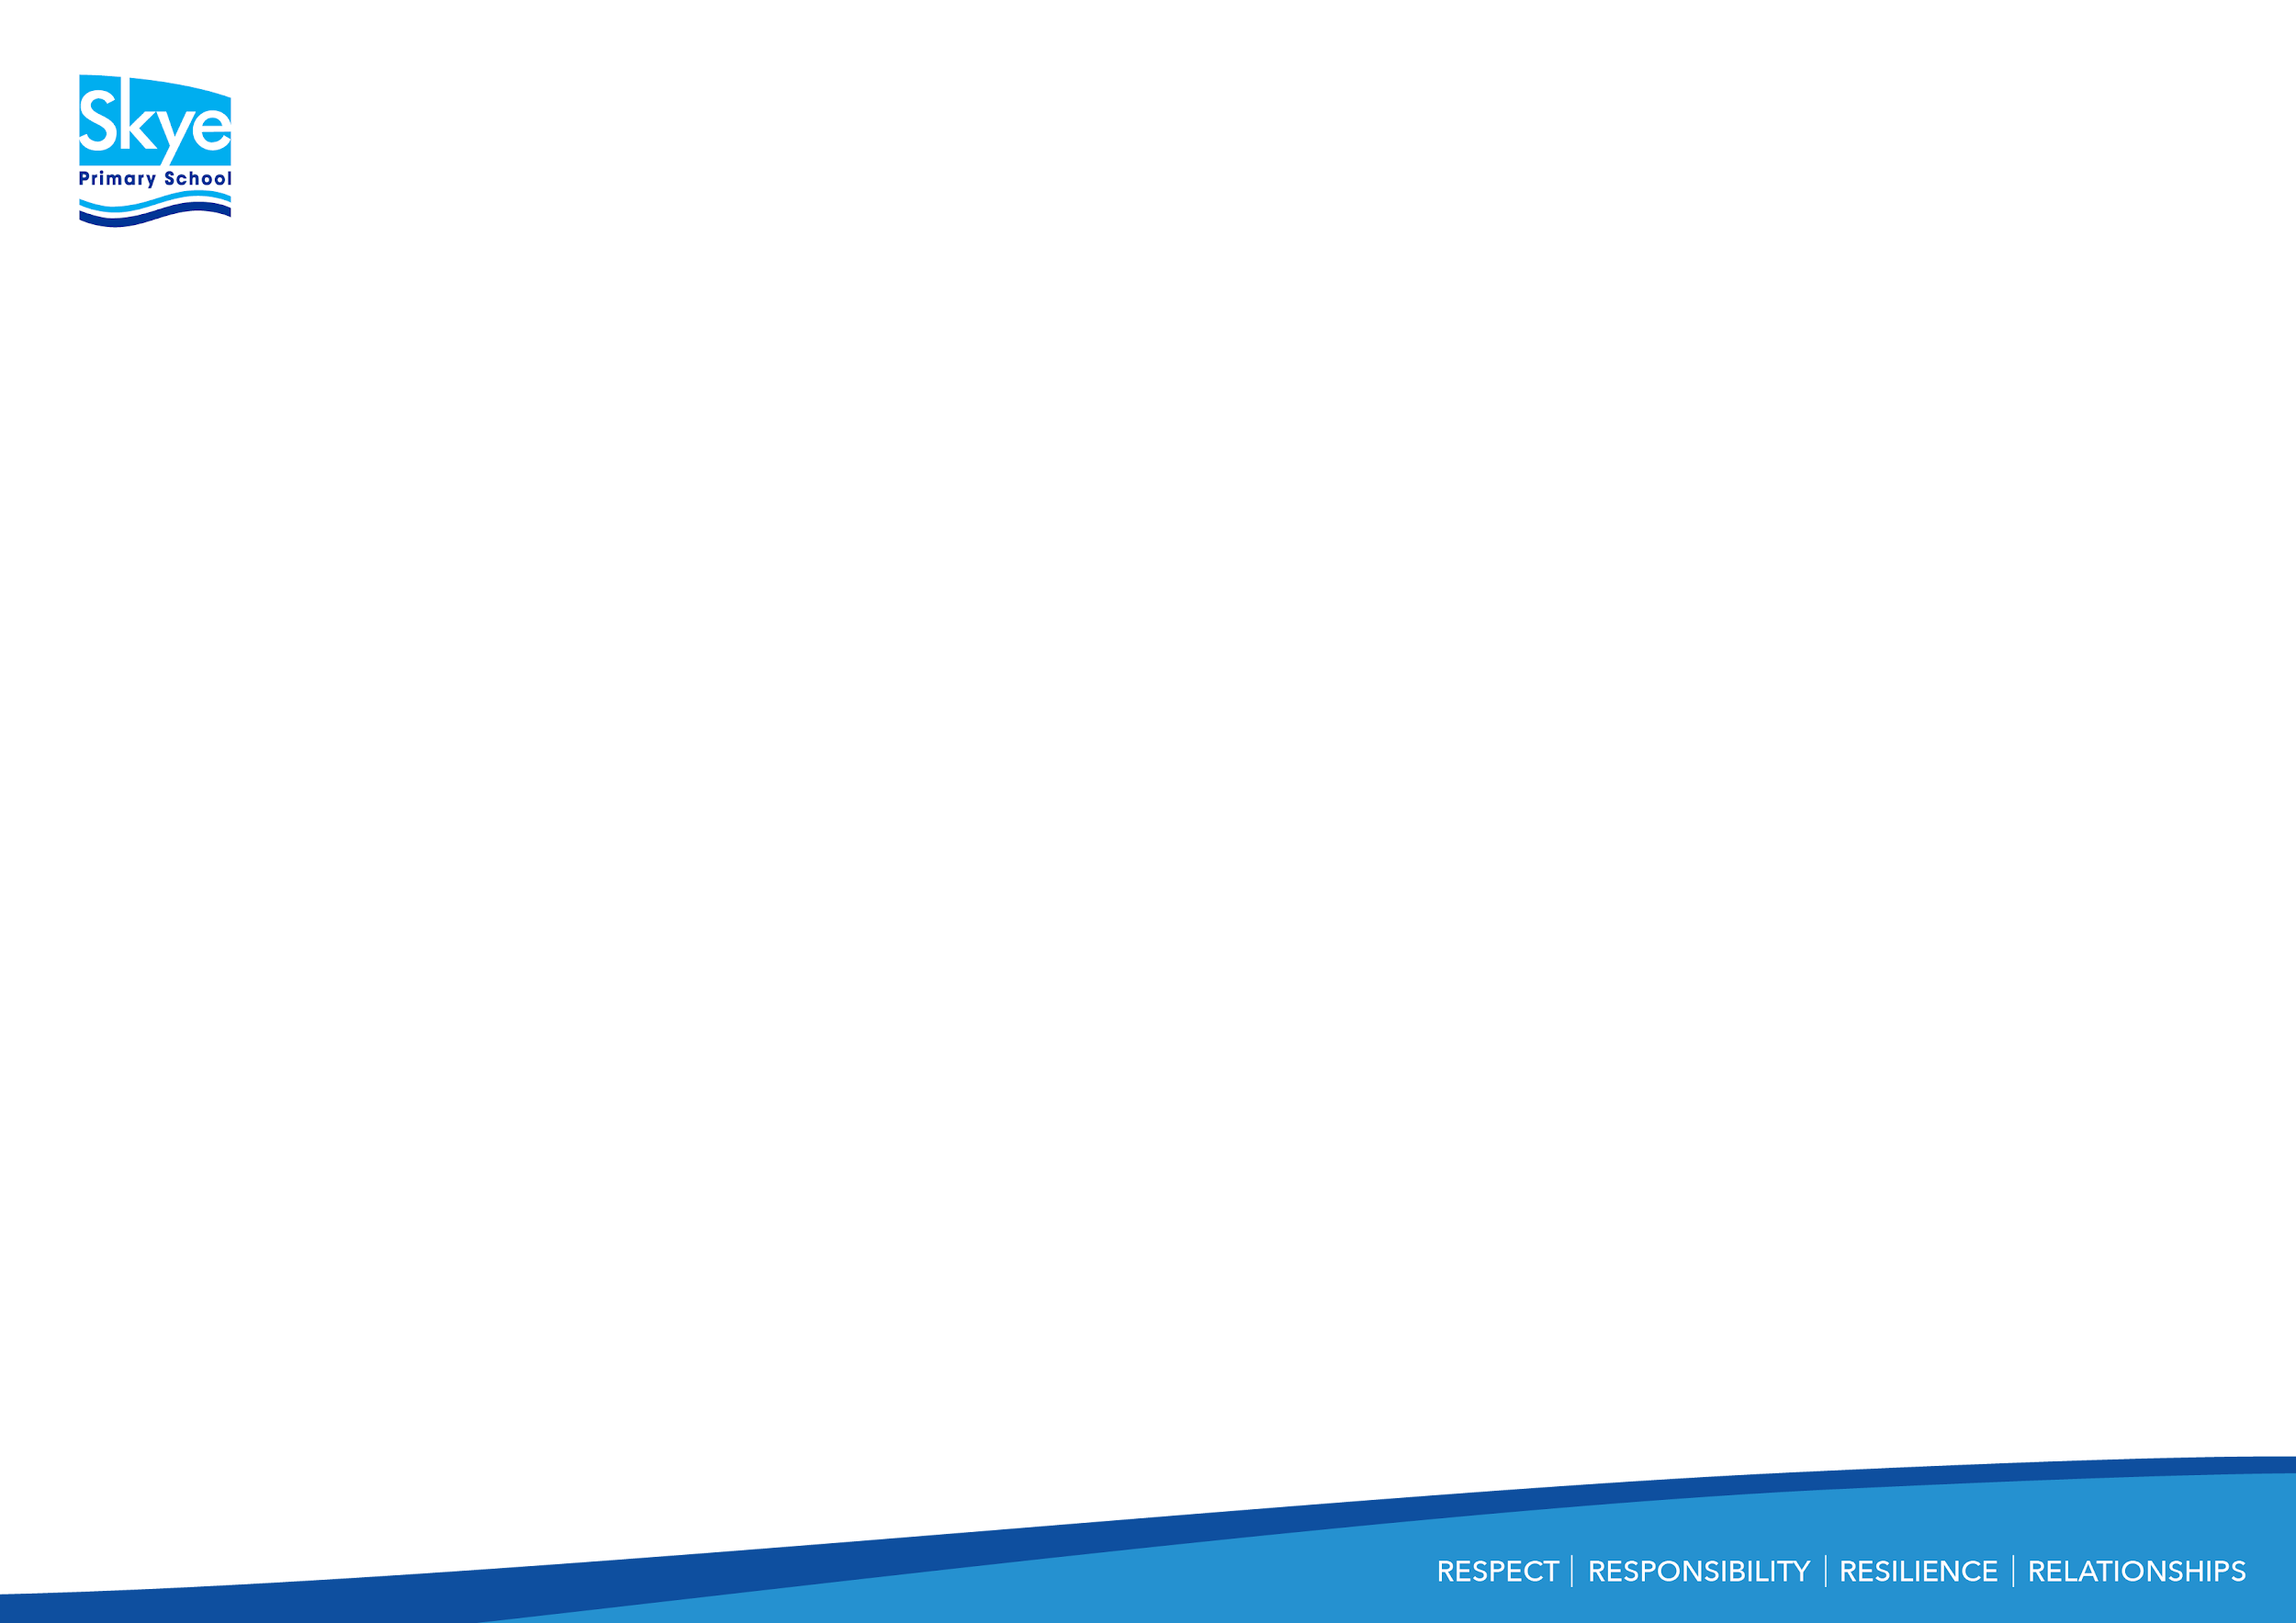 Skye
Primary School
RESPECT | RESPONSIBILITY | RESILIENCE | RELATIONSHIPS